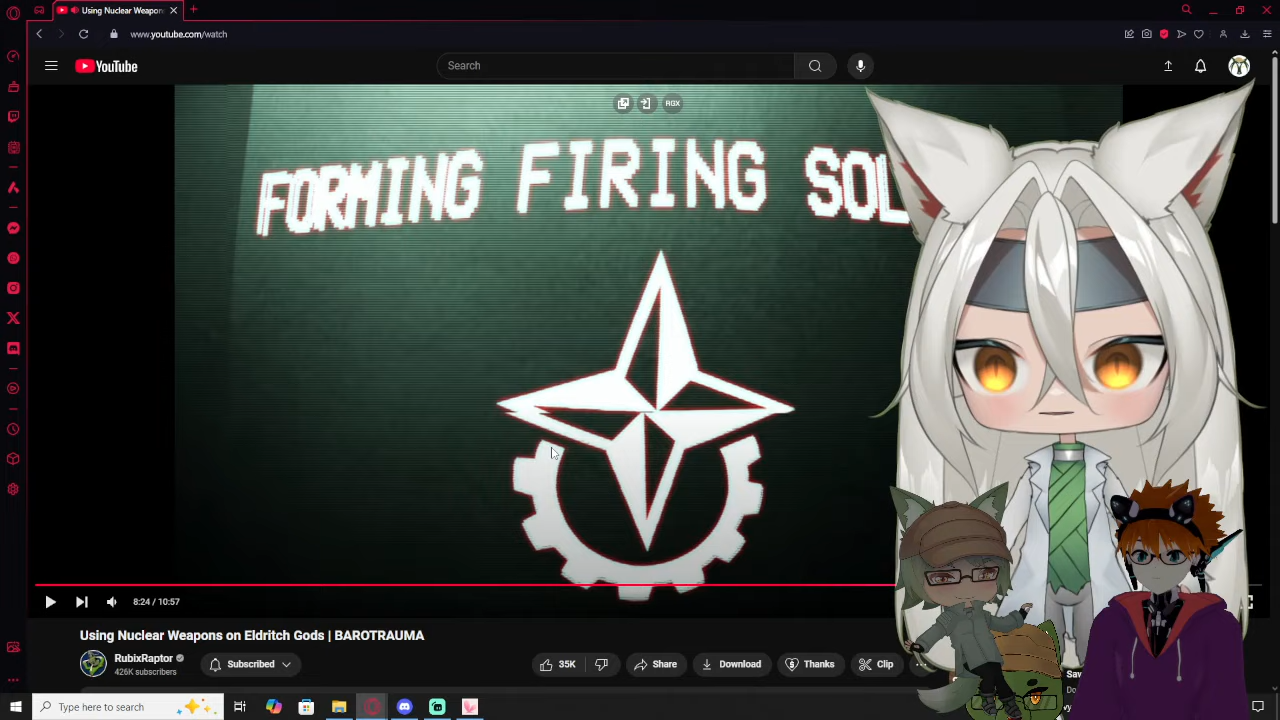 Using Nuclear Weapon
www.youtube.com/watch
YouTube
Search
RGX
FORMING FIRING SOL
8:24 / 10:57
Using Nuclear Weapons on Eldritch Gods | BAROTRAUMA
RubixRaptor
426K subscribers
Subscribed
35K
Share
Download
Thanks
Clip
...
Type here to search